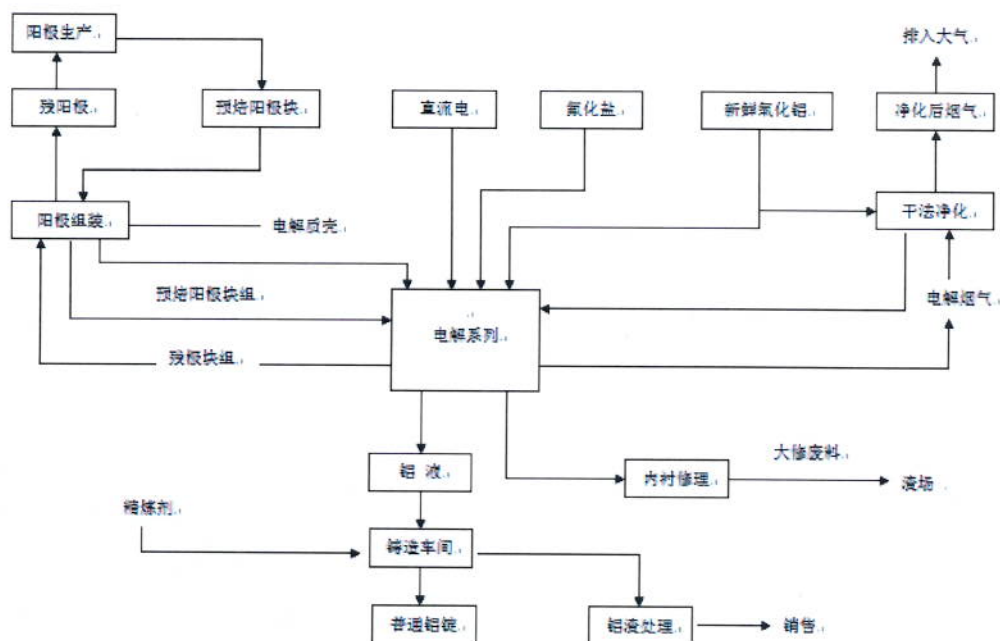 阳极生产
排入大气
残阳极
预焙阳极块
直流电
氟化盐
新鲜氧化铝
净化后烟气
阳极组装
电解质壳
干法净化
预焙阳极块组
电解烟气
电解系列
残极块组
铝 液
大修废料
内衬修理
渣场
精炼剂
铸造车间
普通铝锭
铝渣处理
销售